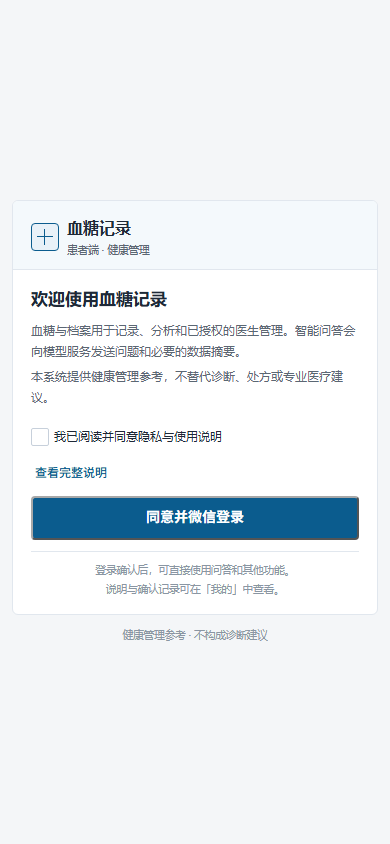 血糖记录
患者端 · 健康管理
欢迎使用血糖记录
血糖与档案用于记录、分析和已授权的医生管理。智能问答会
向模型服务发送问题和必要的数据摘要。
本系统提供健康管理参考，不替代诊断、处方或专业医疗建
议。
我已阅读并同意隐私与使用说明
查看完整说明
同意并微信登录
登录确认后，可直接使用问答和其他功能。
说明与确认记录可在「我的」中查看。
健康管理参考 · 不构成诊断建议